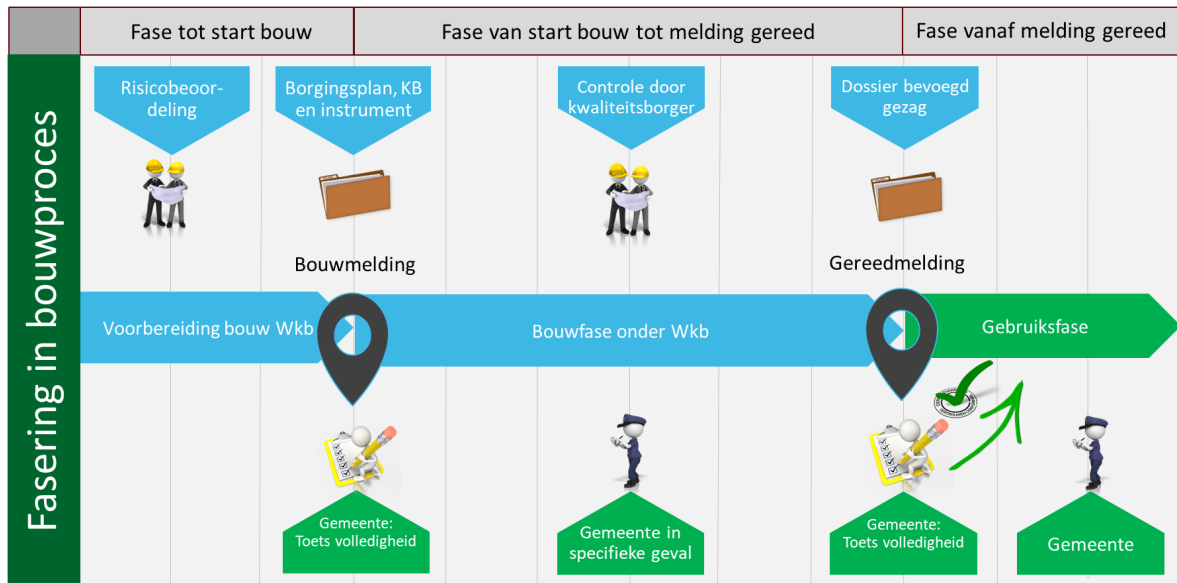 Fase tot start bouw
Fase van start bouw tot melding gereed
Fase vanaf melding gereed
Fasering in bouwproces
Risicobeoor-
deling
Borgingsplan, KB
en instrument
Controle door
kwaliteitsborger
Dossier bevoegd
gezag
Bouwmelding
Gereedmelding
Voorbereiding bouw Wkb
Bouwfase onder Wkb
Gebruiksfase
Gemeente:
Toets volledigheid
Gemeente in
specifieke geval
Gemeente:
Toets volledigheid
Gemeente